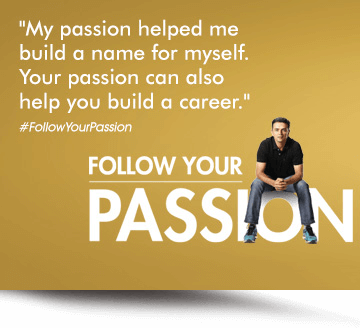 "My passion helped me
build a name for myself.
Your passion can also
help you build a career."
#FollowYourPassion
FOLLOW YOUR
PASSION